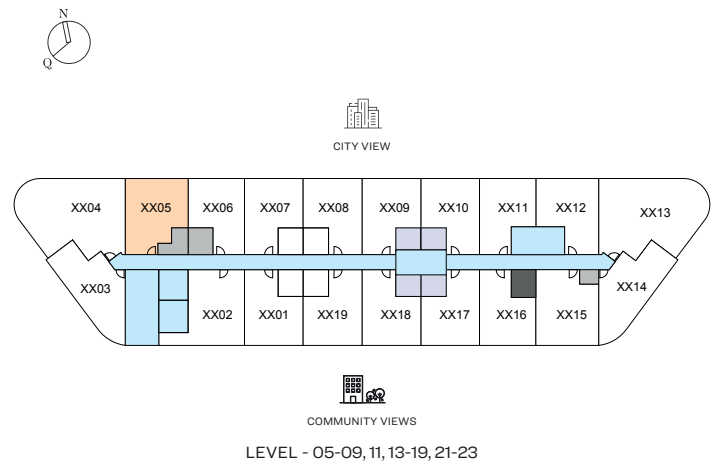 N
Q
CITY VIEW
XX04 XX05 XX06 XX07 XX08 XX09 XX10 XX11 XX12 XX13
XX03 XX02 XX01 XX19 XX18 XX17 XX16 XX15 XX14
COMMUNITY VIEWS
LEVEL - 05-09, 11, 13-19, 21-23